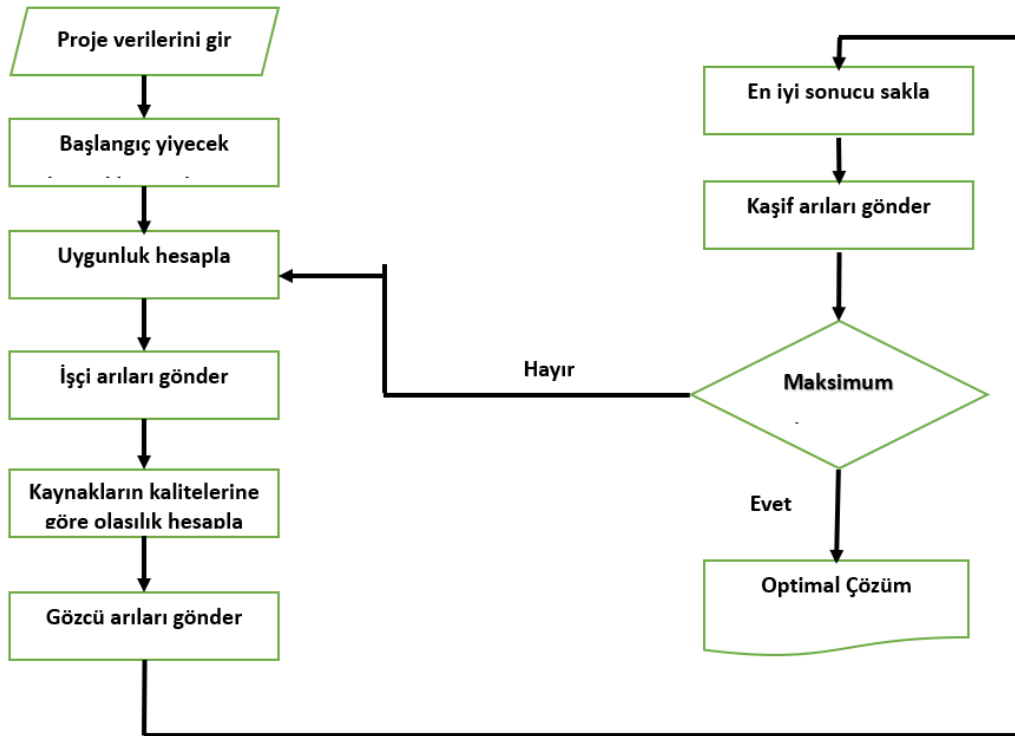 Proje verilerini gir
Başlangıç yiyecek
Uygunluk hesapla
İşçi arıları gönder
Kaynakların kalitelerine
göre olasılık hesapla
Gözcü arıları gönder
En iyi sonucu sakla
Kaşif arıları gönder
Maksimum
Hayır
Evet
Optimal Çözüm